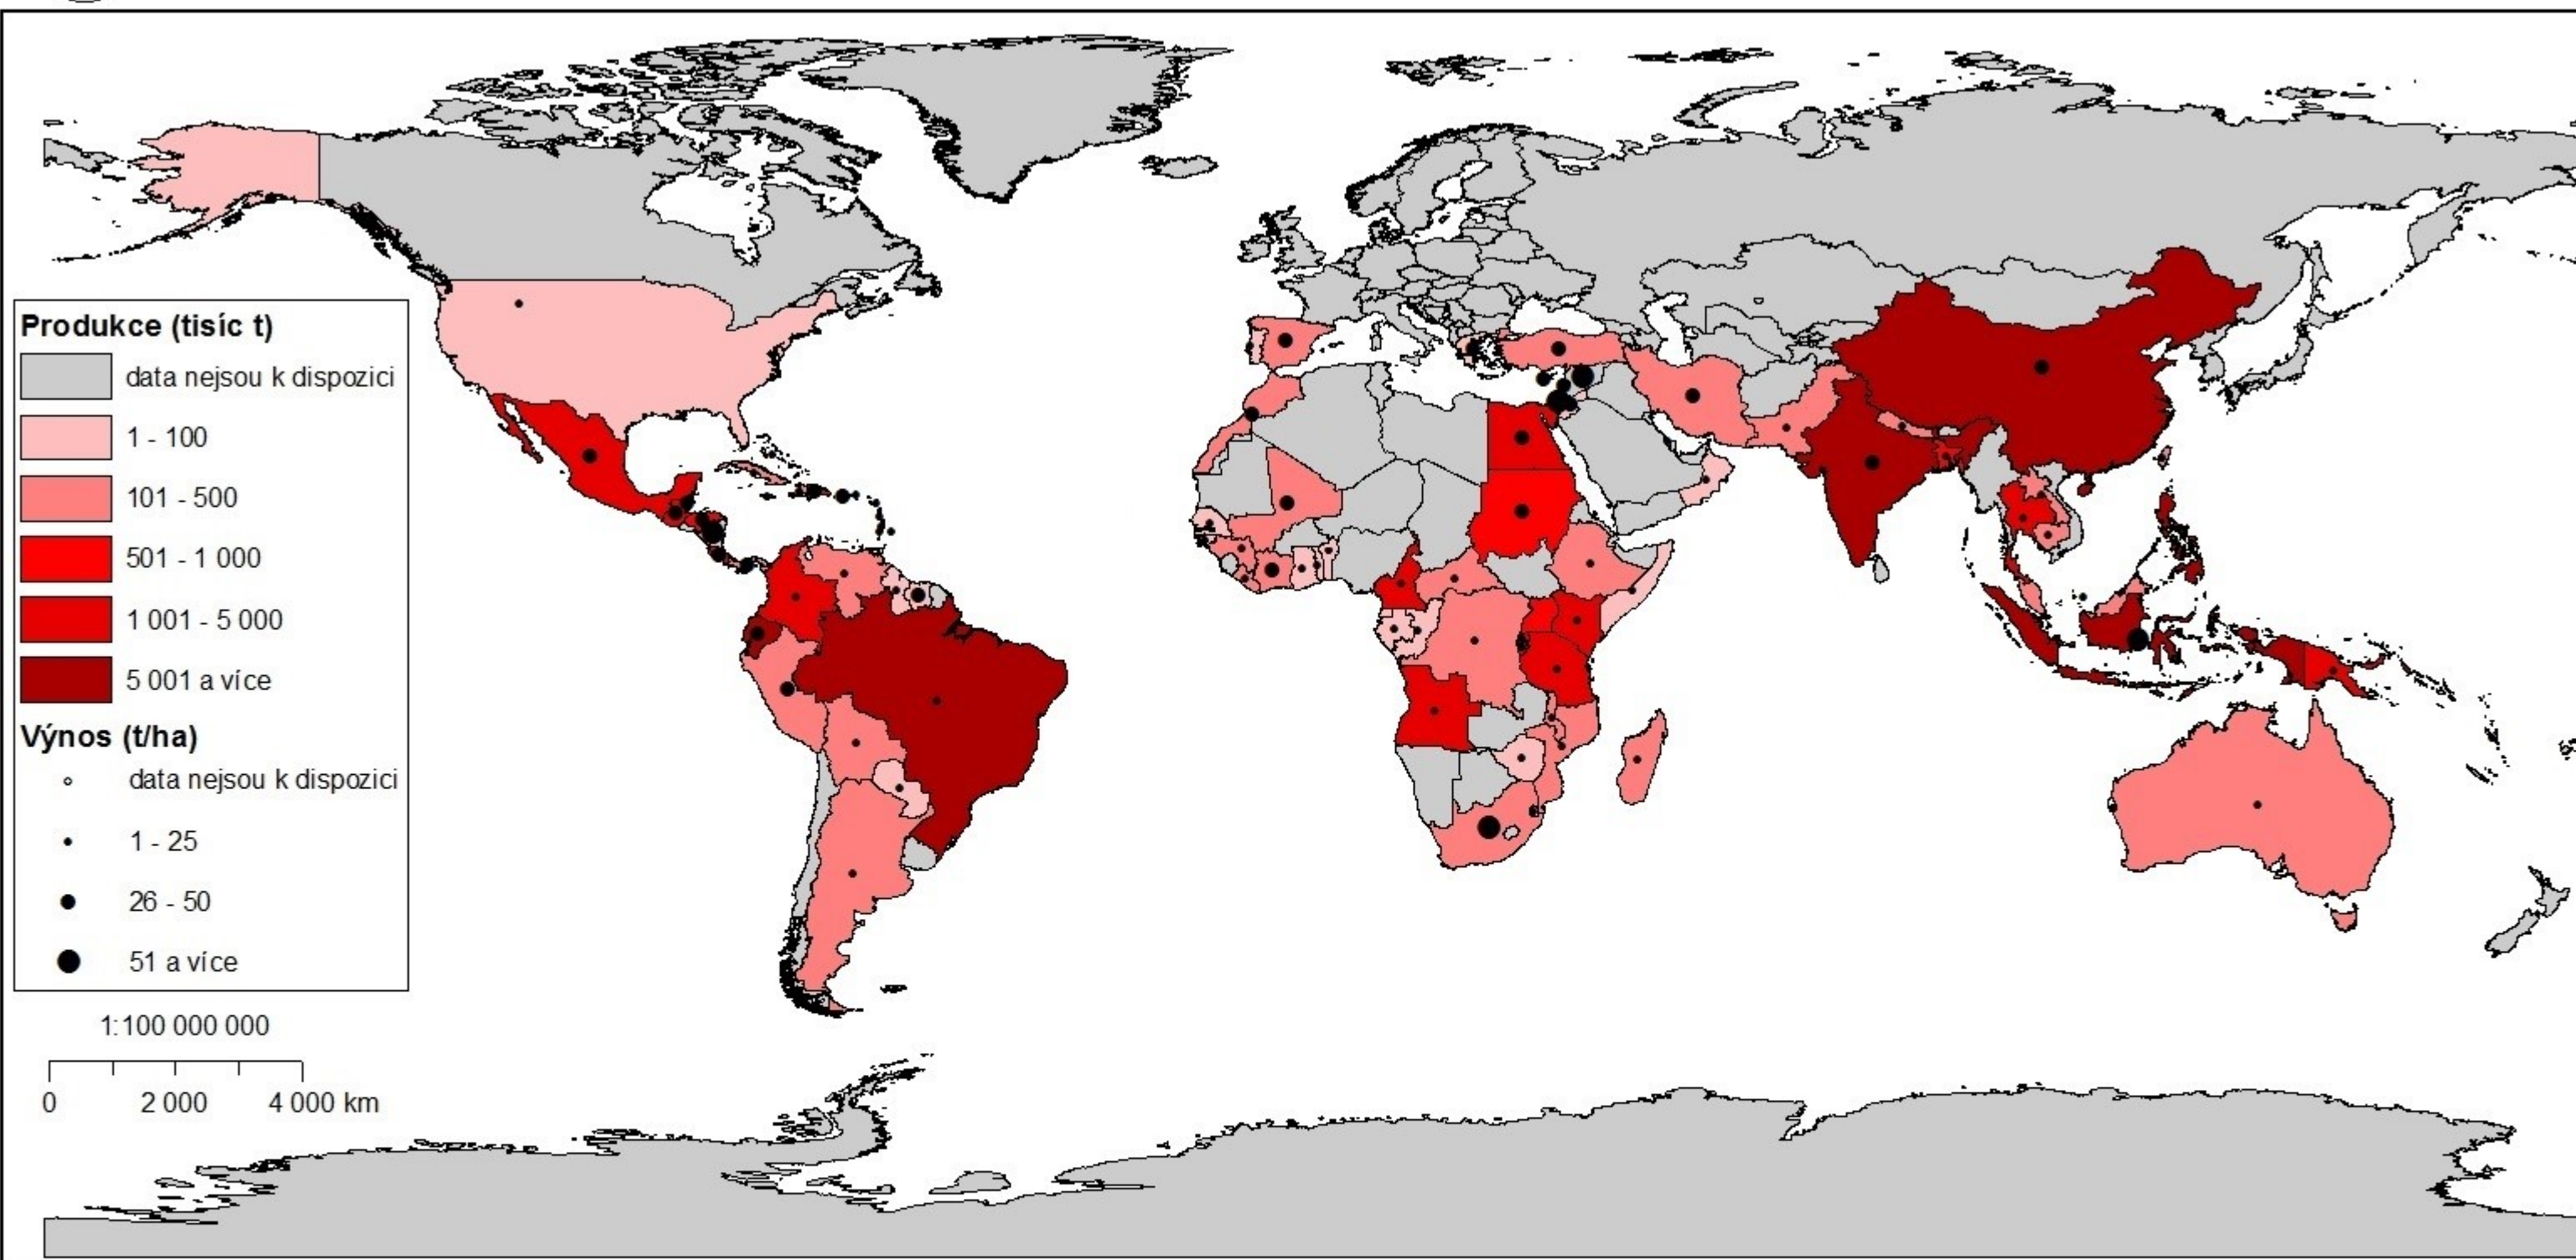 Produkce (tisíc t)
data nejsou k dispozici
1 - 100
101 - 500
501 - 1 000
1 001 - 5 000
5 001 a více
Výnos (t/ha)
data nejsou k dispozici
1 - 25
26 - 50
51 a více
1:100 000 000
0 2 000 4 000 km